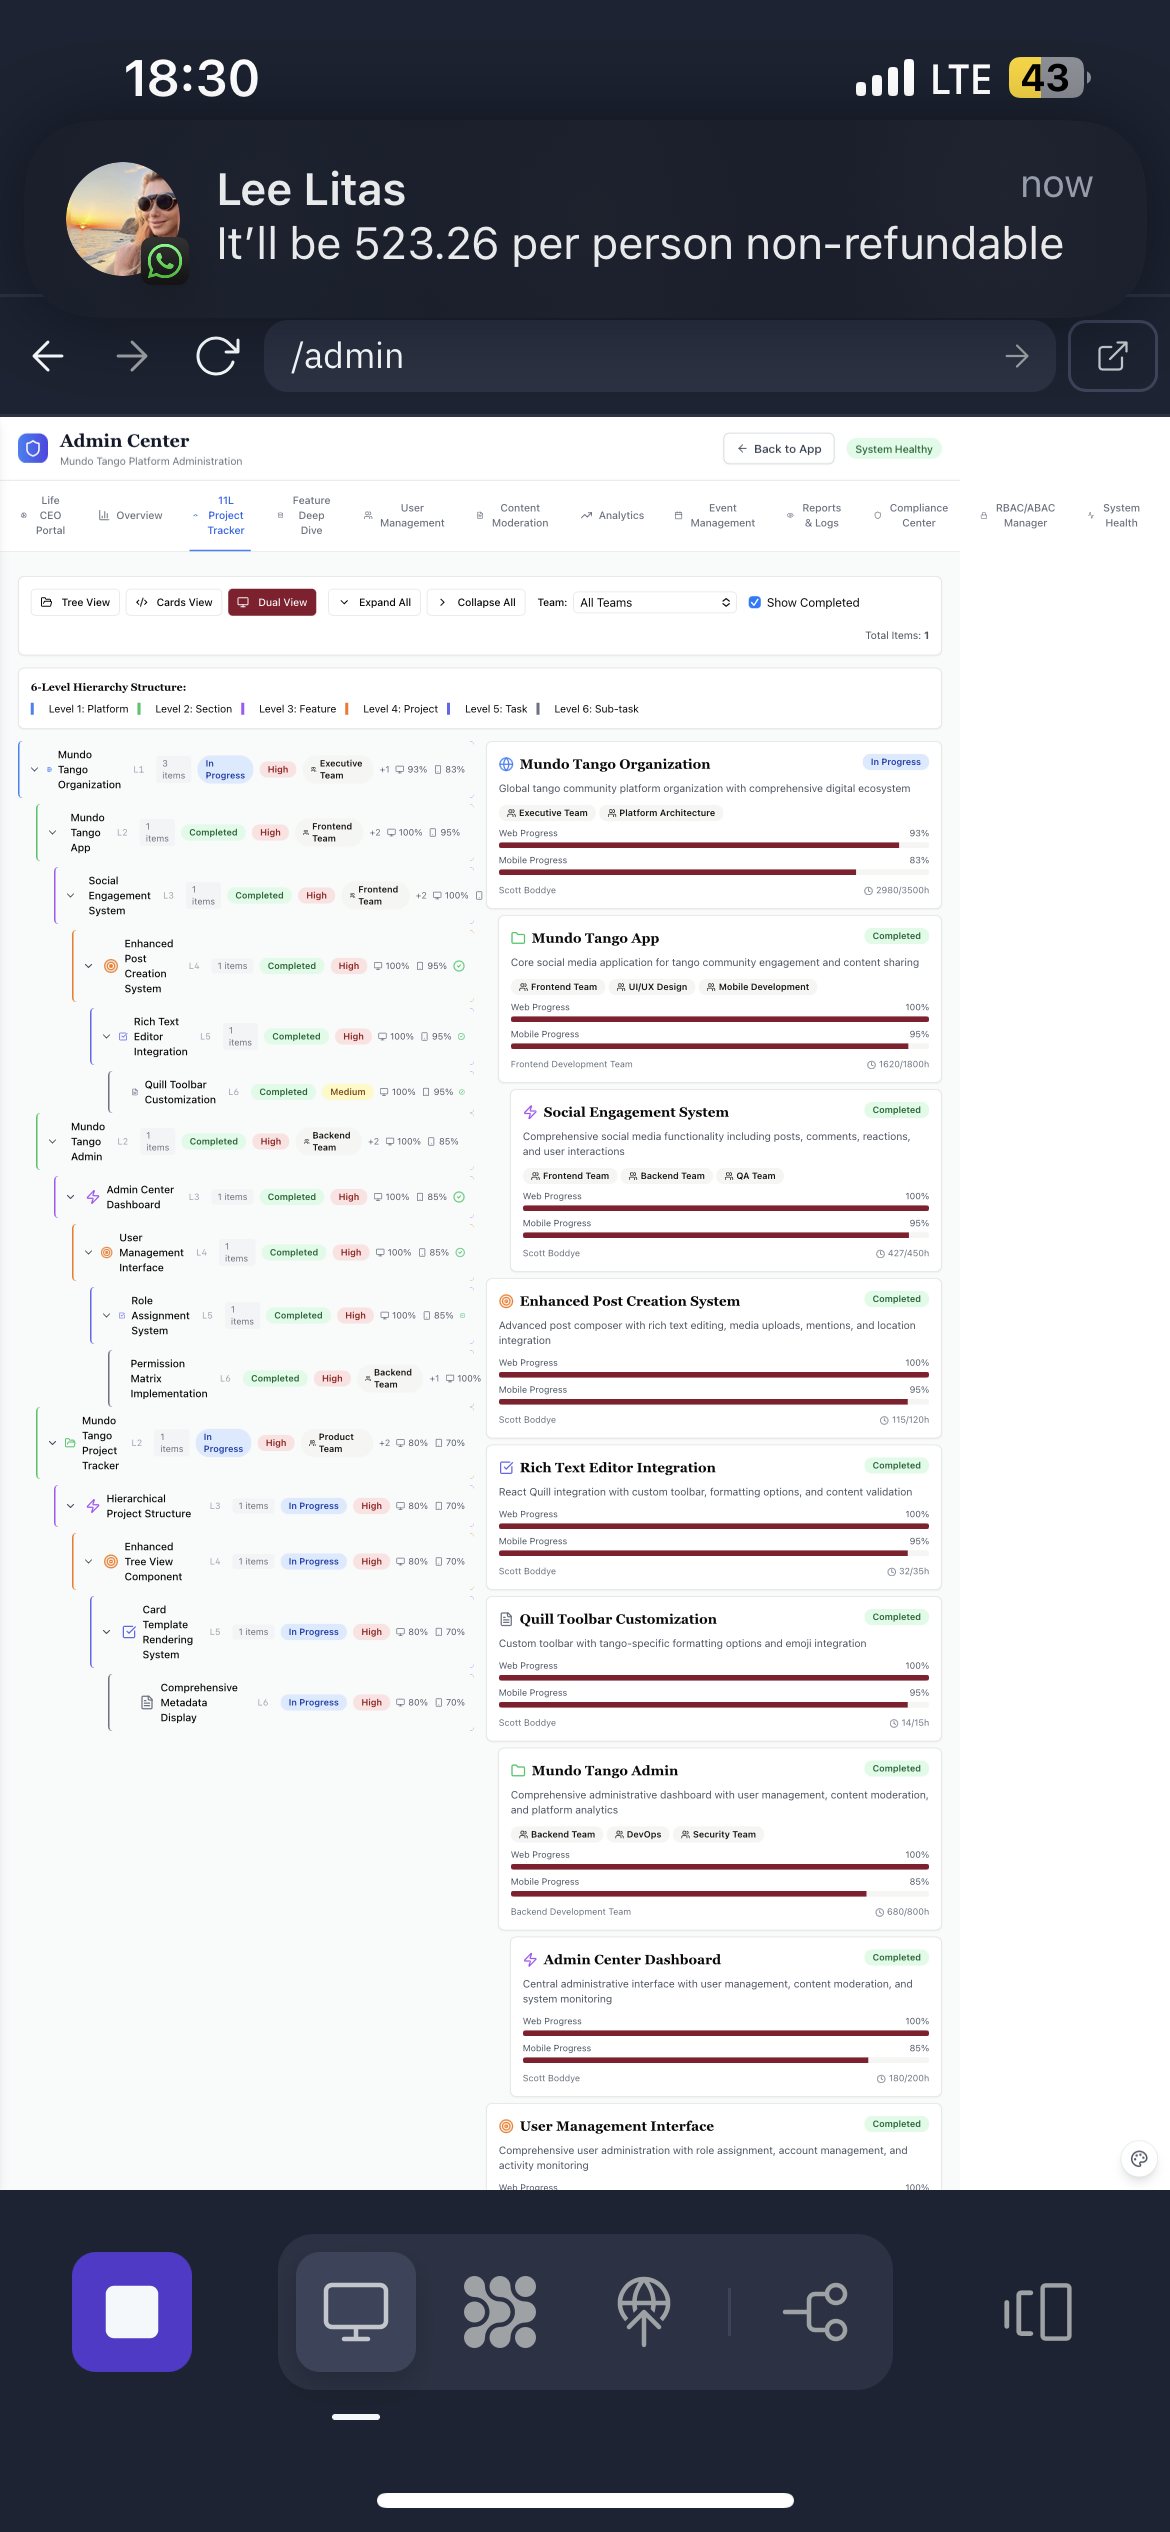 18:30
LTE 43
Lee Litas
now
It’ll be 523.26 per person non-refundable
/admin
Admin Center
Mundo Tango Platform Administration
Back to App
System Healthy
Life CEO Portal
Overview
11L Project Tracker
Feature Deep Dive
User Management
Content Moderation
Analytics
Event Management
Reports & Logs
Compliance Center
RBAC/ABAC Manager
System Health
Tree View
Cards View
Dual View
Expand All
Collapse All
Team:
All Teams
Show Completed
Total Items: 1
6-Level Hierarchy Structure:
Level 1: Platform
Level 2: Section
Level 3: Feature
Level 4: Project
Level 5: Task
Level 6: Sub-task
Mundo Tango Organization L1 3 items In Progress High Executive Team +1 93% 83%
Mundo Tango App L2 1 items Completed High Frontend Team +2 100% 95%
Social Engagement System L3 1 items Completed High Frontend Team +2 100%
Enhanced Post Creation System L4 1 items Completed High 100% 95%
Rich Text Editor Integration L5 1 items Completed High 100% 95%
Quill Toolbar Customization L6 Completed Medium 100% 95%
Mundo Tango Admin L2 1 items Completed High Backend Team +2 100% 85%
Admin Center Dashboard L3 1 items Completed High 100% 85%
User Management Interface L4 1 items Completed High 100% 85%
Role Assignment System L5 1 items Completed High 100% 85%
Permission Matrix Implementation L6 Completed High Backend Team +1 100%
Mundo Tango Project Tracker L2 1 items In Progress High Product Team +2 80% 70%
Hierarchical Project Structure L3 1 items In Progress High 80% 70%
Enhanced Tree View Component L4 1 items In Progress High 80% 70%
Card Template Rendering System L5 1 items In Progress High 80% 70%
Comprehensive Metadata Display L6 In Progress High 80% 70%
Mundo Tango Organization
In Progress
Global tango community platform organization with comprehensive digital ecosystem
Executive Team Platform Architecture
Web Progress 93%
Mobile Progress 83%
Scott Boddye 2980/3500h
Mundo Tango App
Completed
Core social media application for tango community engagement and content sharing
Frontend Team UI/UX Design Mobile Development
Web Progress 100%
Mobile Progress 95%
Frontend Development Team 1620/1800h
Social Engagement System
Completed
Comprehensive social media functionality including posts, comments, reactions,
and user interactions
Frontend Team Backend Team QA Team
Web Progress 100%
Mobile Progress 95%
Scott Boddye 427/450h
Enhanced Post Creation System
Completed
Advanced post composer with rich text editing, media uploads, mentions, and location
integration
Web Progress 100%
Mobile Progress 95%
Scott Boddye 115/120h
Rich Text Editor Integration
Completed
React Quill integration with custom toolbar, formatting options, and content validation
Web Progress 100%
Mobile Progress 95%
Scott Boddye 32/35h
Quill Toolbar Customization
Completed
Custom toolbar with tango-specific formatting options and emoji integration
Web Progress 100%
Mobile Progress 95%
Scott Boddye 14/15h
Mundo Tango Admin
Completed
Comprehensive administrative dashboard with user management, content moderation,
and platform analytics
Backend Team DevOps Security Team
Web Progress 100%
Mobile Progress 85%
Backend Development Team 680/800h
Admin Center Dashboard
Completed
Central administrative interface with user management, content moderation, and
system monitoring
Web Progress 100%
Mobile Progress 85%
Scott Boddye 180/200h
User Management Interface
Completed
Comprehensive user administration with role assignment, account management, and
activity monitoring
Web Progress 100%